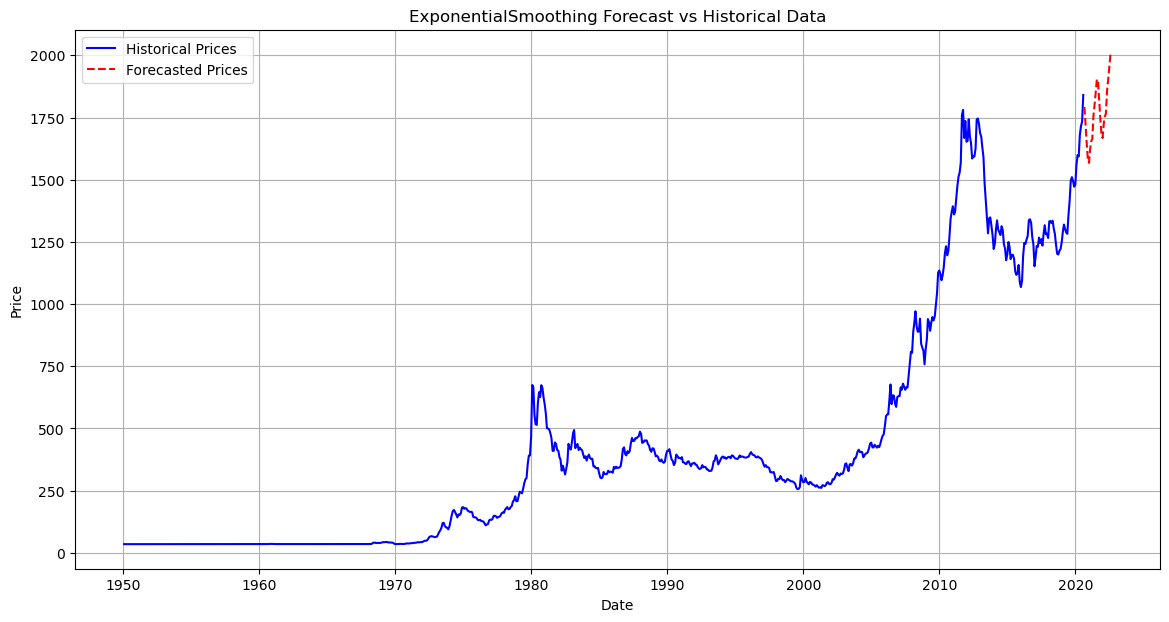 ExponentialSmoothing Forecast vs Historical Data
Historical Prices
Forecasted Prices
2000
1750
1500
1250
1000
750
500
250
0
Price
1950 1960 1970 1980 1990 2000 2010 2020
Date